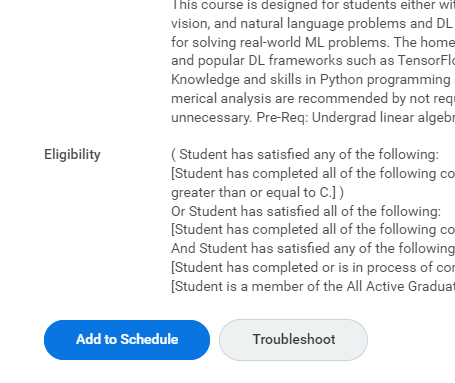 This course is designed for students either wit
vision, and natural language problems and DL
for solving real-world ML problems. The home
and popular DL frameworks such as TensorFlo
Knowledge and skills in Python programming
merical analysis are recommended by not req
unnecessary. Pre-Req: Undergrad linear algebr
Eligibility
( Student has satisfied any of the following:
[Student has completed all of the following co
greater than or equal to C.] )
Or Student has satisfied all of the following:
[Student has completed all of the following co
And Student has satisfied any of the following
[Student has completed or is in process of con
[Student is a member of the All Active Graduat
Add to Schedule
Troubleshoot